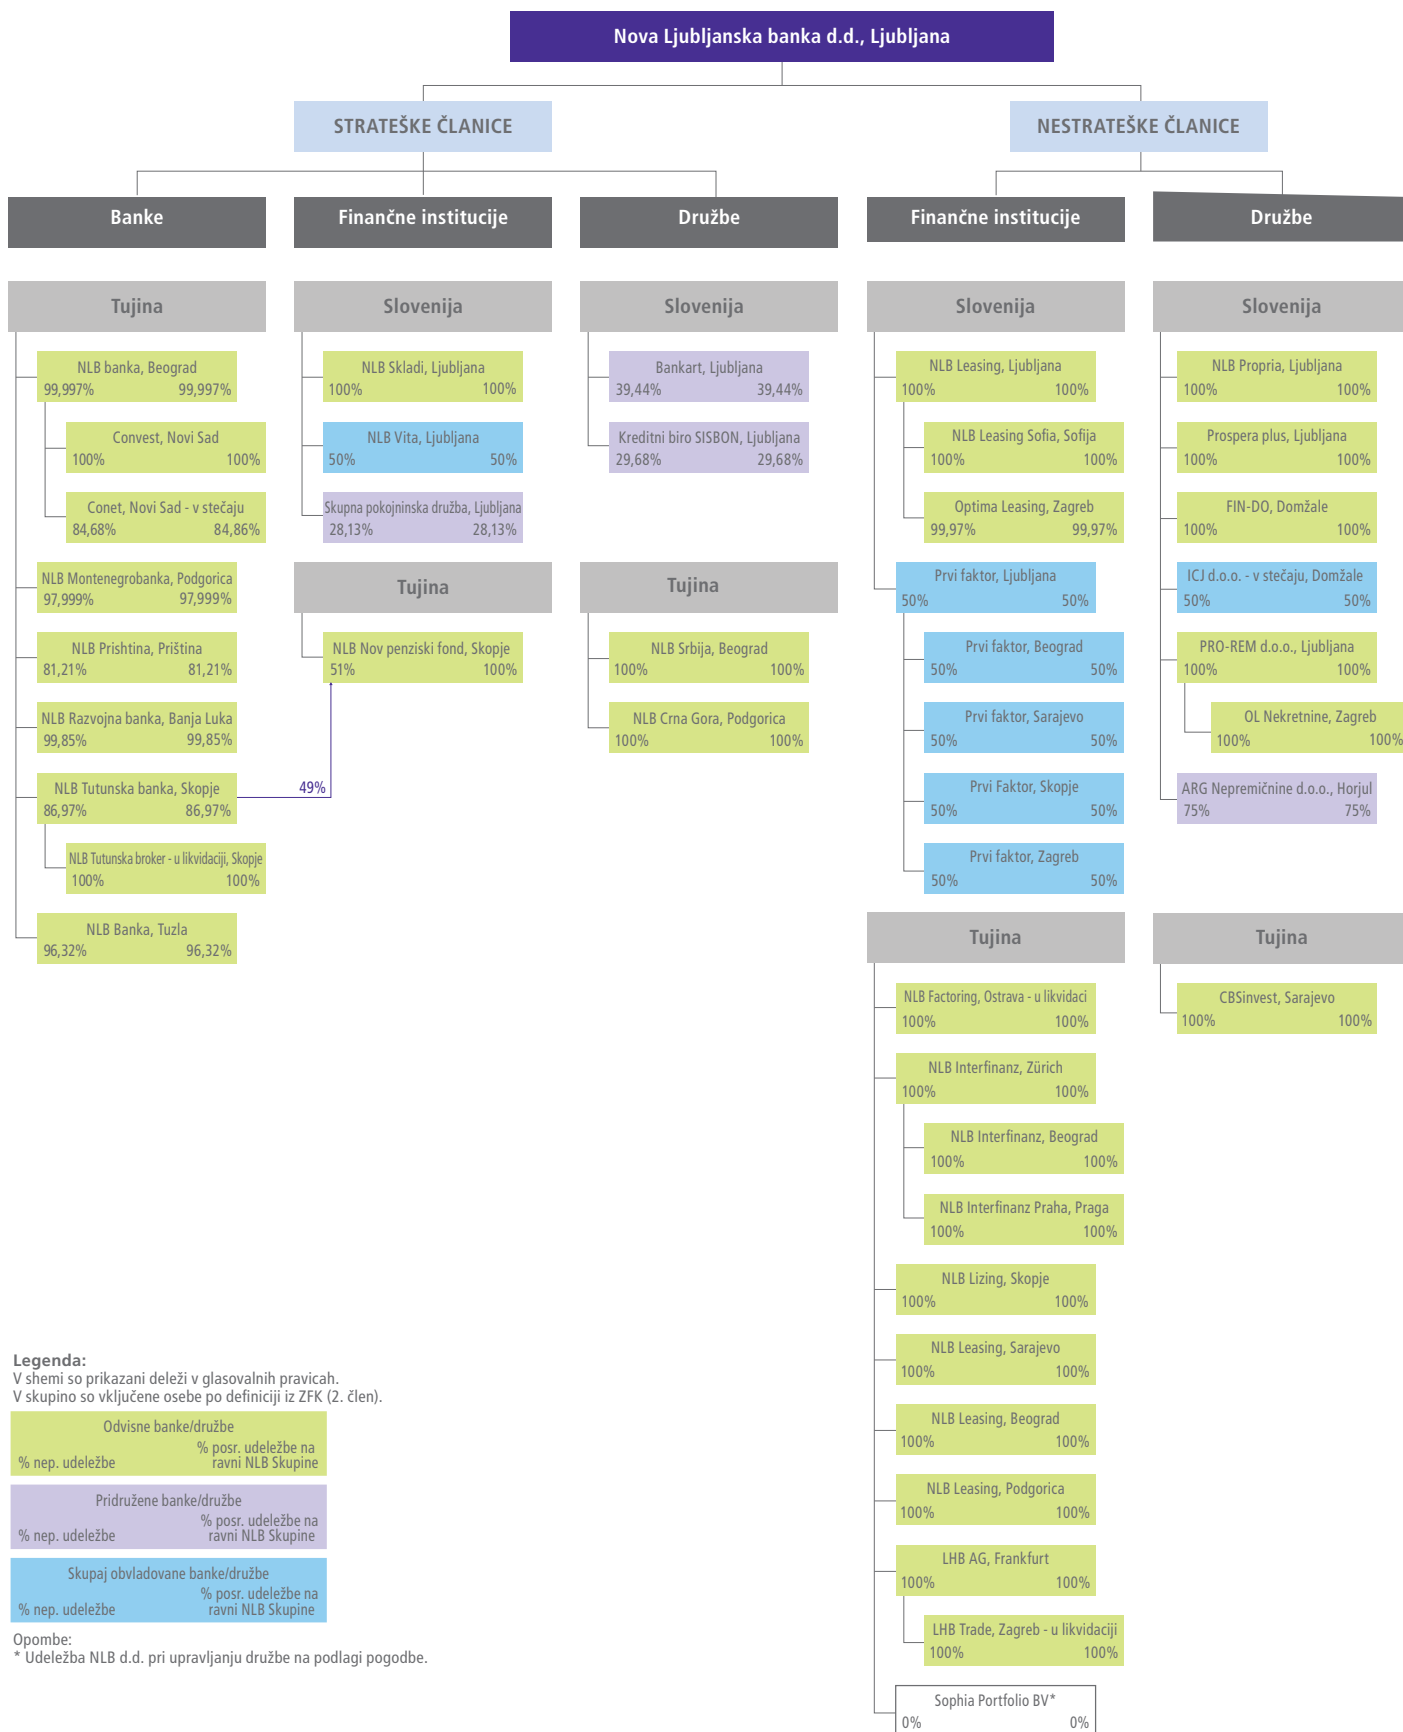 Nova Ljubljanska banka d.d., Ljubljana
STRATEŠKE ČLANICE
NESTRATEŠKE ČLANICE
Banke
Finančne institucije
Družbe
Finančne institucije
Družbe
Tujina
NLB banka, Beograd
99,997% 99,997%
Convest, Novi Sad
100% 100%
Conet, Novi Sad - v stečaju
84,68% 84,86%
NLB Montenegrobanka, Podgorica
97,999% 97,999%
NLB Prishtina, Priština
81,21% 81,21%
NLB Razvojna banka, Banja Luka
99,85% 99,85%
NLB Tutunska banka, Skopje
86,97% 86,97%
49%
NLB Tutunska broker - u likvidaciji, Skopje
100% 100%
NLB Banka, Tuzla
96,32% 96,32%
Slovenija
NLB Skladi, Ljubljana
100% 100%
NLB Vita, Ljubljana
50% 50%
Skupna pokojninska družba, Ljubljana
28,13% 28,13%
Tujina
NLB Nov penziski fond, Skopje
51% 100%
Slovenija
Bankart, Ljubljana
39,44% 39,44%
Kreditni biro SISBON, Ljubljana
29,68% 29,68%
Tujina
NLB Srbija, Beograd
100% 100%
NLB Crna Gora, Podgorica
100% 100%
Slovenija
NLB Leasing, Ljubljana
100% 100%
NLB Leasing Sofia, Sofija
100% 100%
Optima Leasing, Zagreb
99,97% 99,97%
Prvi faktor, Ljubljana
50% 50%
Prvi faktor, Beograd
50% 50%
Prvi faktor, Sarajevo
50% 50%
Prvi Faktor, Skopje
50% 50%
Prvi faktor, Zagreb
50% 50%
Tujina
NLB Factoring, Ostrava - u likvidaci
100% 100%
NLB Interfinanz, Zürich
100% 100%
NLB Interfinanz, Beograd
100% 100%
NLB Interfinanz Praha, Praga
100% 100%
NLB Lizing, Skopje
100% 100%
NLB Leasing, Sarajevo
100% 100%
NLB Leasing, Beograd
100% 100%
NLB Leasing, Podgorica
100% 100%
LHB AG, Frankfurt
100% 100%
LHB Trade, Zagreb - u likvidaciji
100% 100%
Sophia Portfolio BV*
0% 0%
Slovenija
NLB Propria, Ljubljana
100% 100%
Prospera plus, Ljubljana
100% 100%
FIN-DO, Domžale
100% 100%
ICJ d.o.o. - v stečaju, Domžale
50% 50%
PRO-REM d.o.o., Ljubljana
100% 100%
OL Nekretnine, Zagreb
100% 100%
ARG Nepremičnine d.o.o., Horjul
75% 75%
Tujina
CBSinvest, Sarajevo
100% 100%
Legenda:
V shemi so prikazani deleži v glasovalnih pravicah.
V skupino so vključene osebe po definiciji iz ZFK (2. člen).
Odvisne banke/družbe
% posr. udeležbe na
% nep. udeležbe ravni NLB Skupine
Pridružene banke/družbe
% posr. udeležbe na
% nep. udeležbe ravni NLB Skupine
Skupaj obvladovane banke/družbe
% posr. udeležbe na
% nep. udeležbe ravni NLB Skupine
Opombe:
* Udeležba NLB d.d. pri upravljanju družbe na podlagi pogodbe.